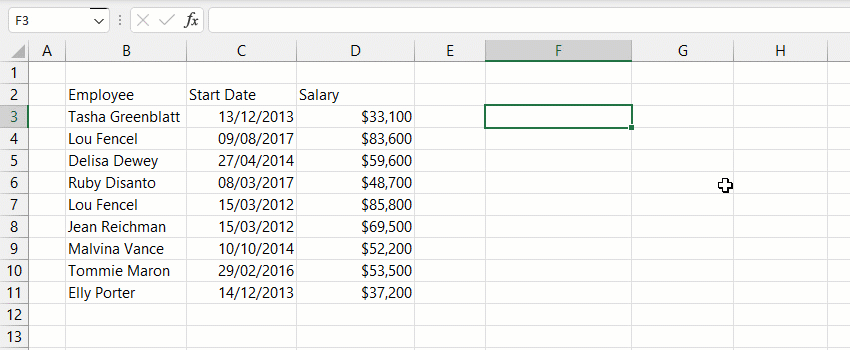 F3 fx
A B C D E F G H
1
2 Employee Start Date Salary
3 Tasha Greenblatt 13/12/2013 $33,100
4 Lou Fencel 09/08/2017 $83,600
5 Delisa Dewey 27/04/2014 $59,600
6 Ruby Disanto 08/03/2017 $48,700
7 Lou Fencel 15/03/2012 $85,800
8 Jean Reichman 15/03/2012 $69,500
9 Malvina Vance 10/10/2014 $52,200
10 Tommie Maron 29/02/2016 $53,500
11 Elly Porter 14/12/2013 $37,200
12
13